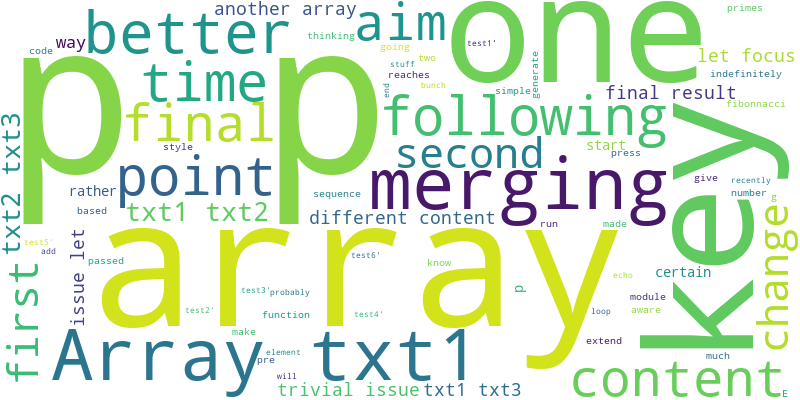 another array
primes
better
aim
one
thinking
code
way
going
test1'
two
stuff
bunch
reaches
let focus
indefinitely
time
simple
generate
final result
p p
final
following
fibonnacci
end
start
style
second
press
key
txt2 txt3
point
merging
rather
sequence
give
recently
number
based
txt1 txt2
different content
run
made
g
change
test5'
add
issue let
passed
array
test6'
know
p
certain
echo
first
test3'
probably
module
aware
test2'
function
test4'
loop
extend
make
Array txt1
element
pre
much
will
trivial issue
txt1 txt3
content
E